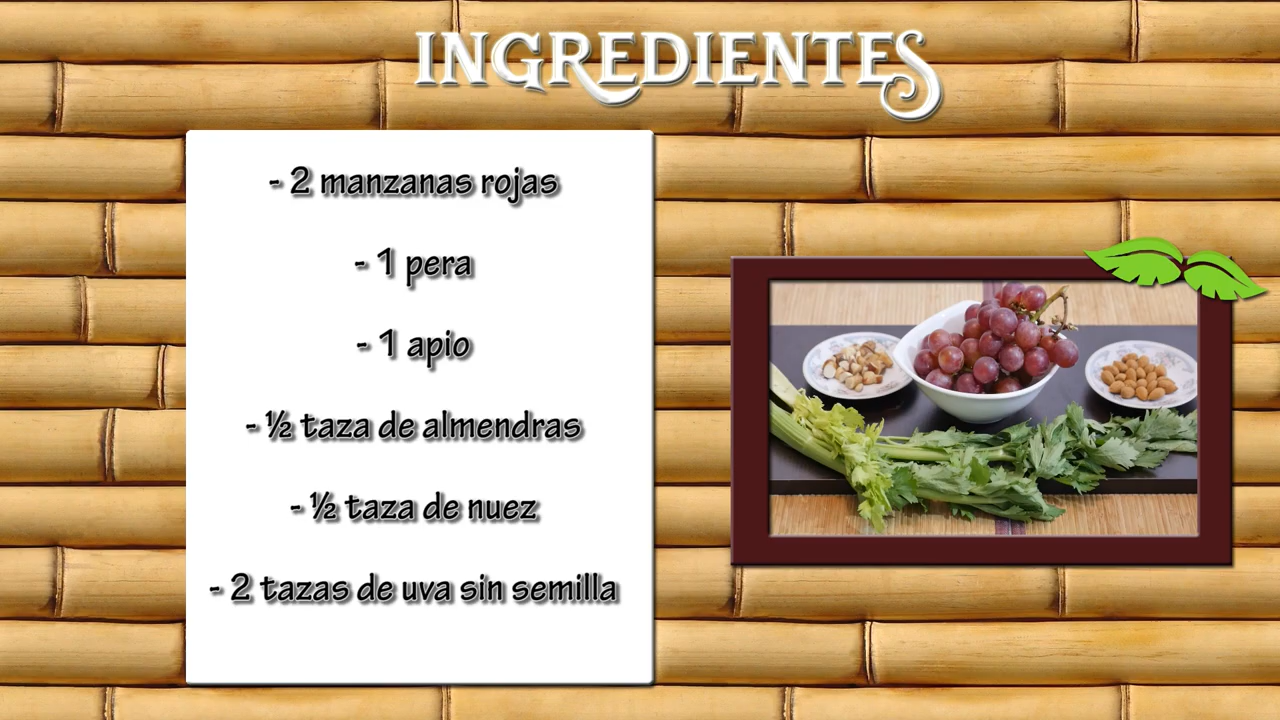 INGREDIENTES
- 2 manzanas rojas
- 1 pera
- 1 apio
- ½ taza de almendras
- ½ taza de nuez
- 2 tazas de uva sin semilla